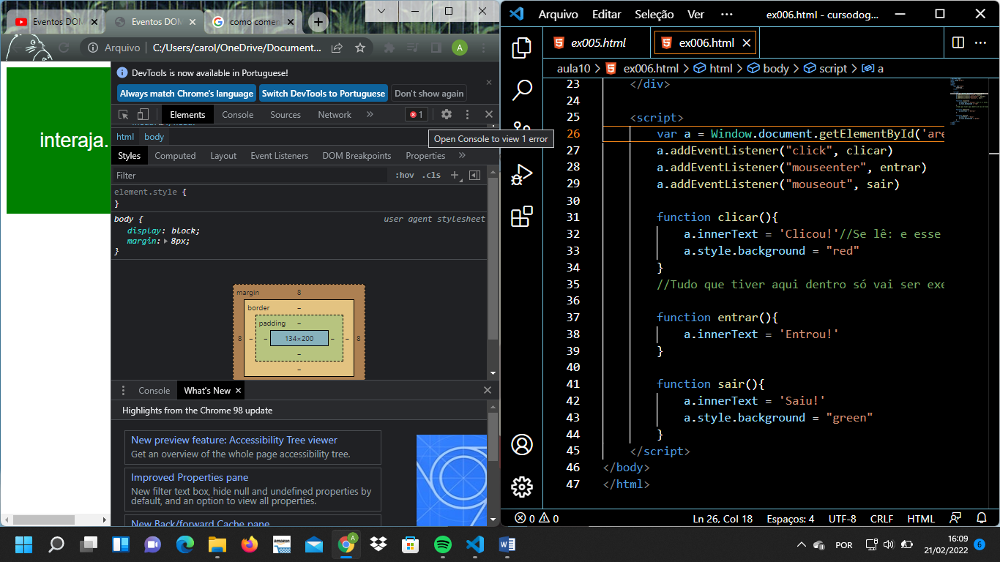 Eventos DOM
Eventos DOM
como comen
Arquivo
C:/Users/carol/OneDrive/Document...
A
interaja.
DevTools is now available in Portuguese!
Always match Chrome's language
Switch DevTools to Portuguese
Don't show again
Elements Console Sources Network » 1
html body
Open Console to view 1 error
Styles Computed Layout Event Listeners DOM Breakpoints Properties »
Filter :hov .cls +
element.style {
}
body { user agent stylesheet
display: block;
margin: 8px;
}
margin 8
border –
padding –
8 – – 134×200 – – 8
–
–
Console What's New
Highlights from the Chrome 98 update
New preview feature: Accessibility Tree viewer
Get an overview of the whole page accessibility tree.
Improved Properties pane
New filter text box, hide null and undefined properties by
default, and an option to view all properties.
New Back/forward Cache pane
Arquivo Editar Seleção Ver ··· ex006.html - cursodog...
ex005.html ex006.html
aula10 > ex006.html > html > body > script > a
23 </div>
24
25 <script>
26 var a = Window.document.getElementById('are
27 a.addEventListener("click", clicar)
28 a.addEventListener("mouseenter", entrar)
29 a.addEventListener("mouseout", sair)
30
31 function clicar(){
32 a.innerText = 'Clicou!'//Se lê: e esse
33 a.style.background = "red"
34 }
35 //Tudo que tiver aqui dentro só vai ser exe
36
37 function entrar(){
38 a.innerText = 'Entrou!'
39 }
40
41 function sair(){
42 a.innerText = 'Saiu!'
43 a.style.background = "green"
44 }
45 </script>
46 </body>
47 </html>
0 0 Ln 26, Col 18 Espaços: 4 UTF-8 CRLF HTML
amazon
A
POR
16:09
21/02/2022
6